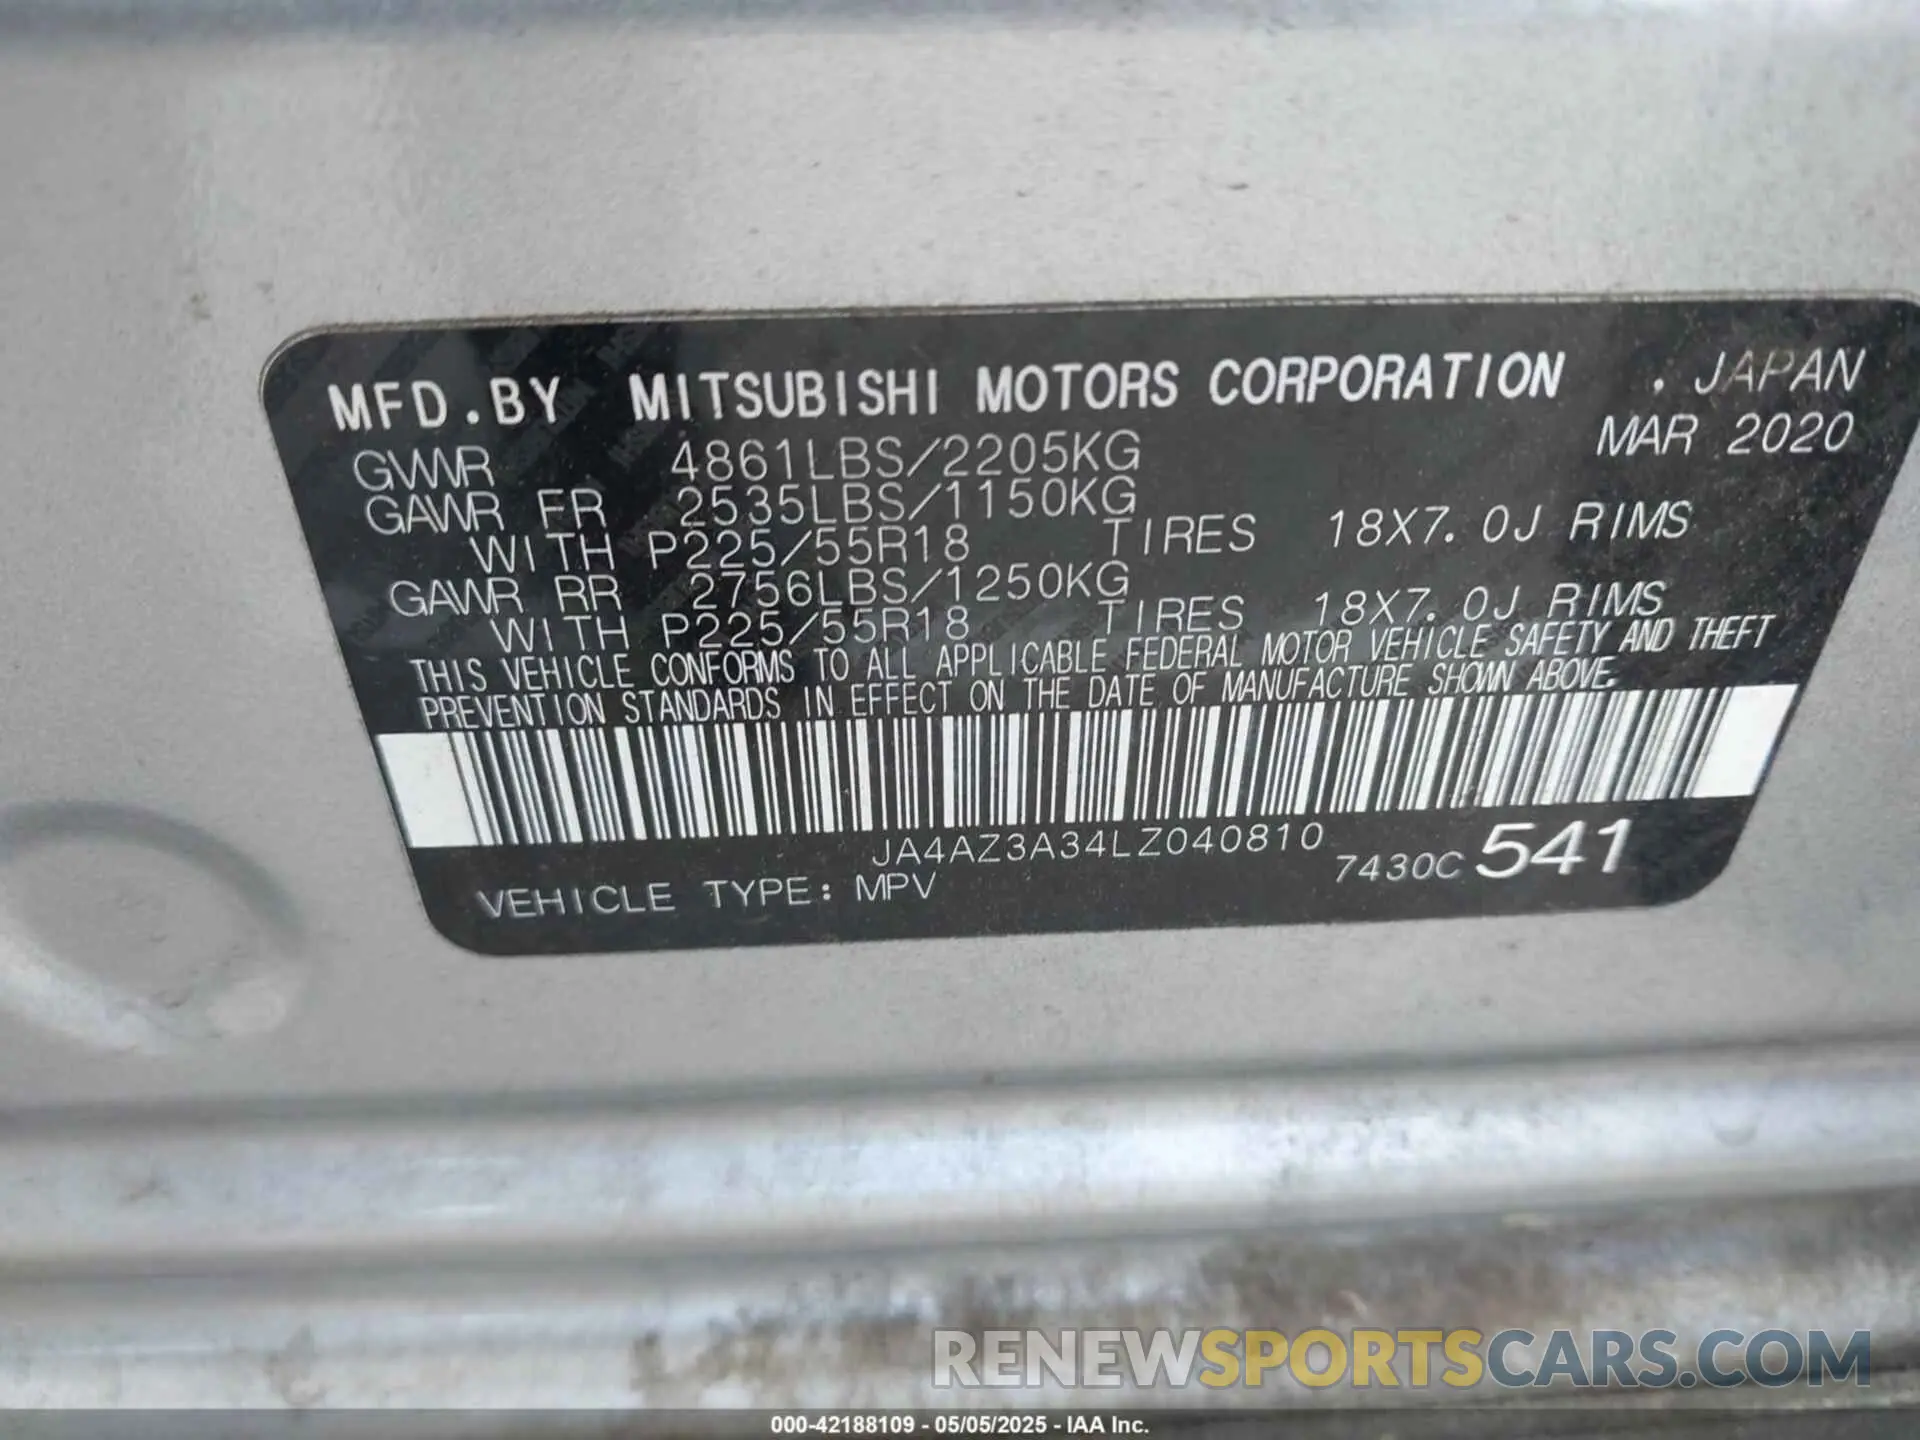 MFD.BY MITSUBISHI MOTORS CORPORATION . JAPAN
MAR 2020
GVWR 4861LBS/2205KG
GAWR FR 2535LBS/1150KG
WITH P225/55R18 TIRES 18X7.0J RIMS
GAWR RR 2756LBS/1250KG
WITH P225/55R18 TIRES 18X7.0J RIMS
THIS VEHICLE CONFORMS TO ALL APPLICABLE FEDERAL MOTOR VEHICLE SAFETY AND THEFT
PREVENTION STANDARDS IN EFFECT ON THE DATE OF MANUFACTURE SHOWN ABOVE.
JA4AZ3A34LZ040810
7430C 541
VEHICLE TYPE: MPV
RENEWSPORTSCARS.COM
000-42188109 - 05/05/2025 - IAA Inc.